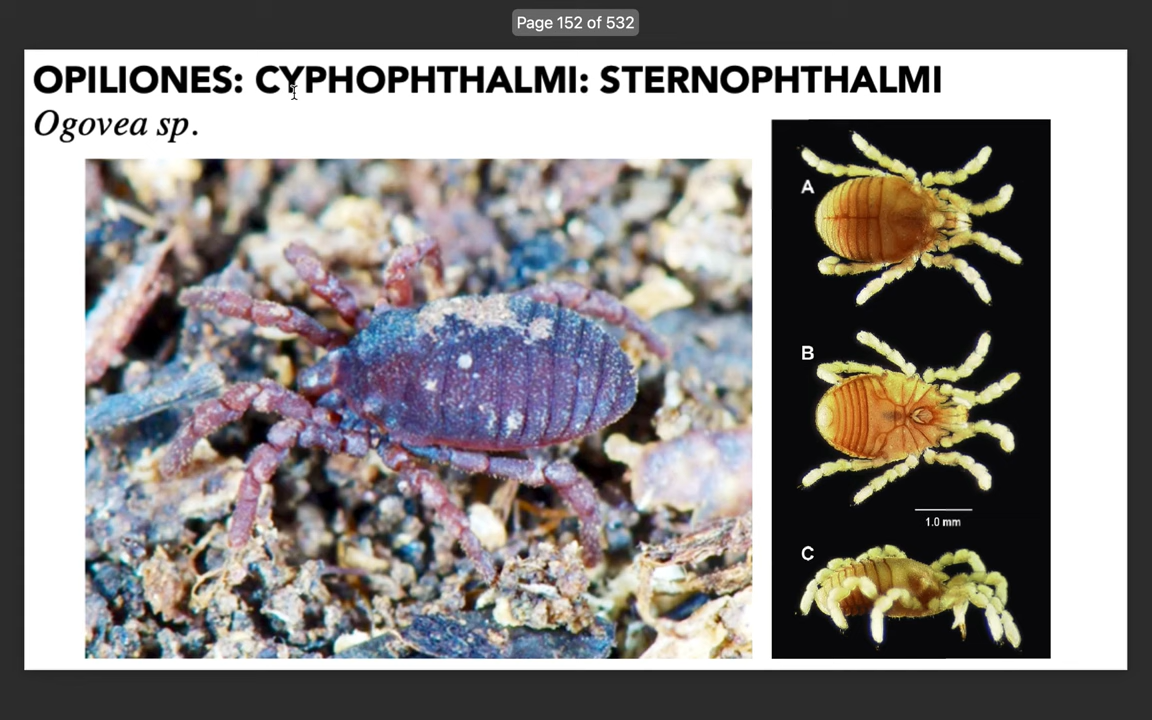 Page 152 of 532
OPILIONES: CYPHOPHTHALMI: STERNOPHTHALMI
Ogovea sp.
A
B
1.0 mm
C